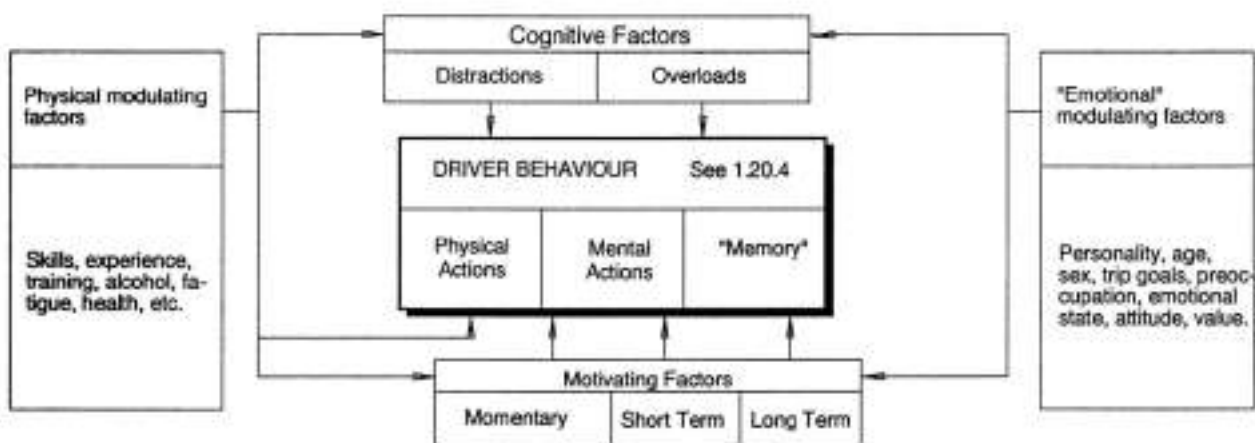 Cognitive Factors
Distractions
Overloads
Physical modulating
factors
Skills, experience,
training, alcohol, fa-
tigue, health, etc.
DRIVER BEHAVIOUR See 1.20.4
Physical
Actions
Mental
Actions
"Memory"
"Emotional"
modulating factors
Personality, age,
sex, trip goals, preoc-
cupation, emotional
state, attitude, value.
Motivating Factors
Momentary
Short Term
Long Term